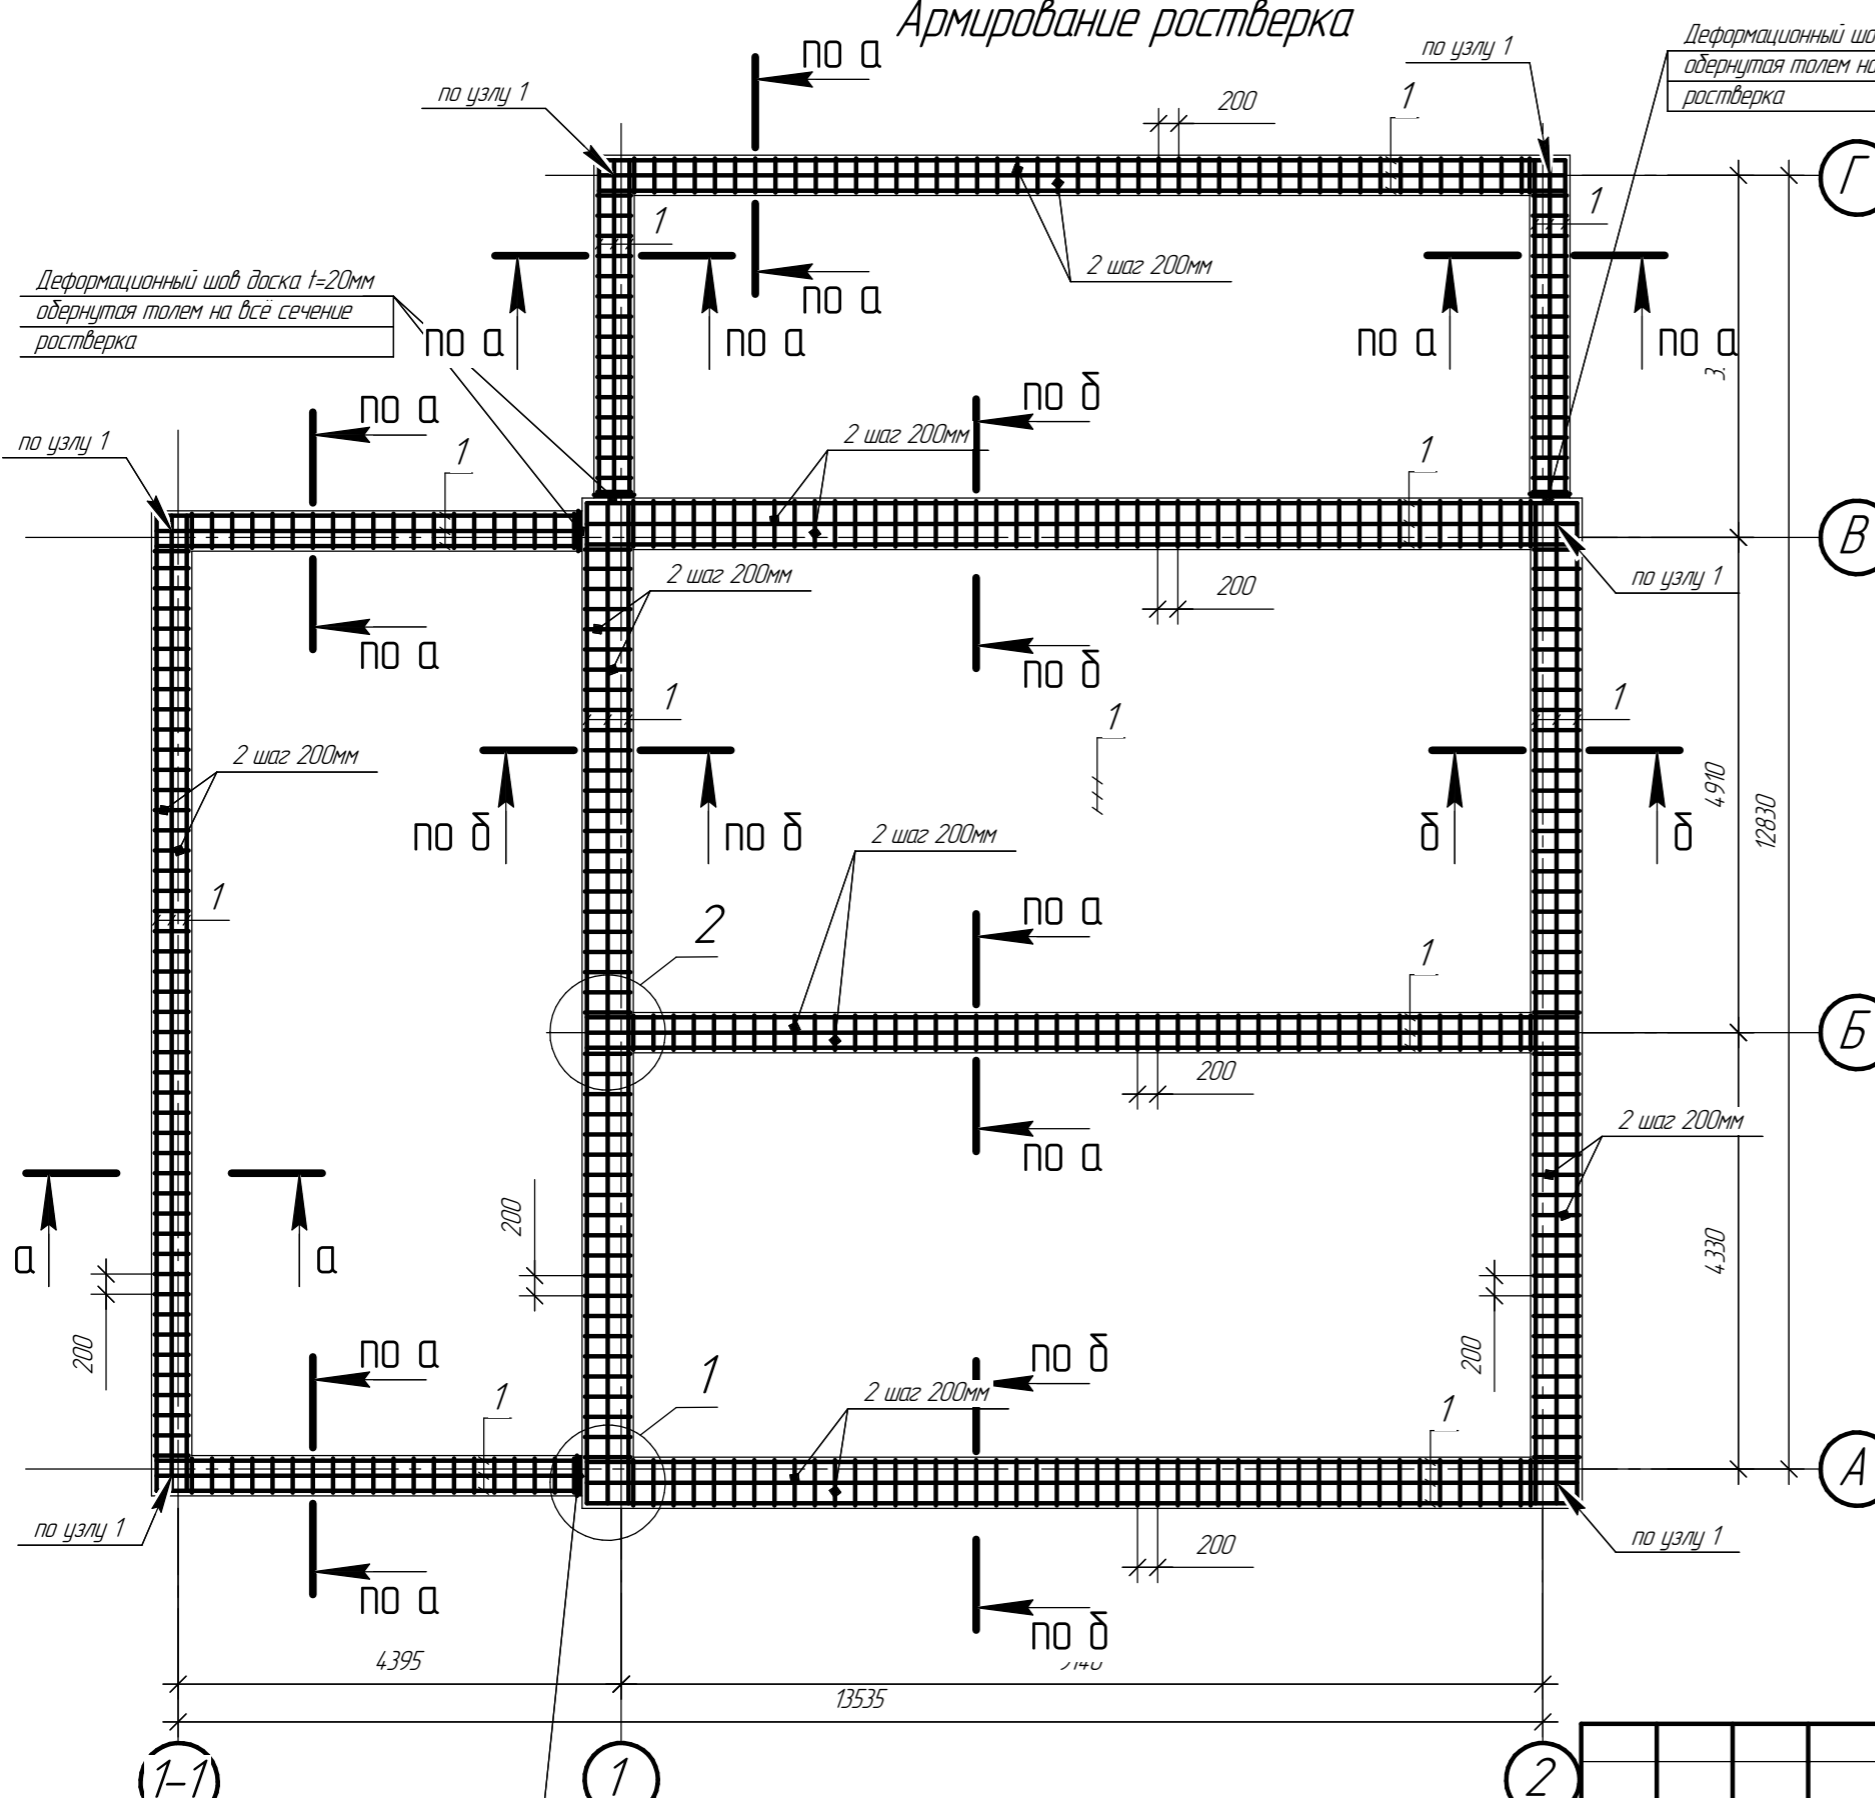 Армирование ростверка
по а
по узлу 1
Деформационный шо
обернутая толем на
ростверка
по узлу 1
200
1
Г
1
1
2 шаг 200мм
по а
Деформационный шов доска t=20мм
обернутая толем на всё сечение
ростверка
по а
по а
по а
по а
3.
по а
по б
по узлу 1
1
2 шаг 200мм
1
В
2 шаг 200мм
200
по узлу 1
по а
по б
1
1
1
2 шаг 200мм
4910
12830
по б
по б
2 шаг 200мм
б
б
1
2
по а
1
Б
200
2 шаг 200мм
по а
200
4330
а
а
200
200
по а
1
по б
1
2 шаг 200мм
1
А
по узлу 1
200
по узлу 1
по а
по б
4395
13535
1-1
1
2